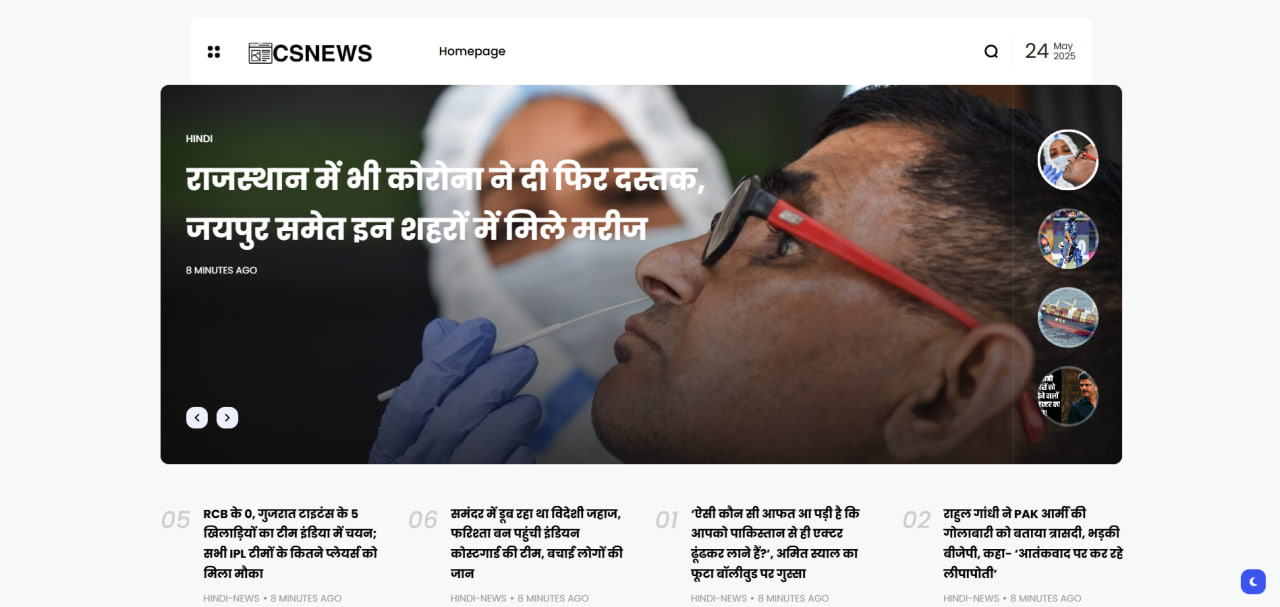 CSNEWS
Homepage
24 May
2025
HINDI
राजस्थान में भी कोरोना ने दी फिर दस्तक,
जयपुर समेत इन शहरों में मिले मरीज
8 MINUTES AGO
05
RCB के 0, गुजरात टाइटंस के 5
खिलाड़ियों का टीम इंडिया में चयन;
सभी IPL टीमों के कितने प्लेयर्स को
मिला मौका
HINDI-NEWS • 8 MINUTES AGO
06
समंदर में डूब रहा था विदेशी जहाज,
फरिश्ता बन पहुंची इंडियन
कोस्टगार्ड की टीम, बचाई लोगों की
जान
HINDI-NEWS • 8 MINUTES AGO
01
‘ऐसी कौन सी आफत आ पड़ी है कि
आपको पाकिस्तान से ही एक्टर
ढूंढकर लाने हैं?’, अमित स्याल का
फूटा बॉलीवुड पर गुस्सा
HINDI-NEWS • 8 MINUTES AGO
02
राहुल गांधी ने PAK आर्मी की
गोलाबारी को बताया त्रासदी, भड़की
बीजेपी, कहा- ‘आतंकवाद पर कर रहे
लीपापोती’
HINDI-NEWS • 8 MINUTES AGO